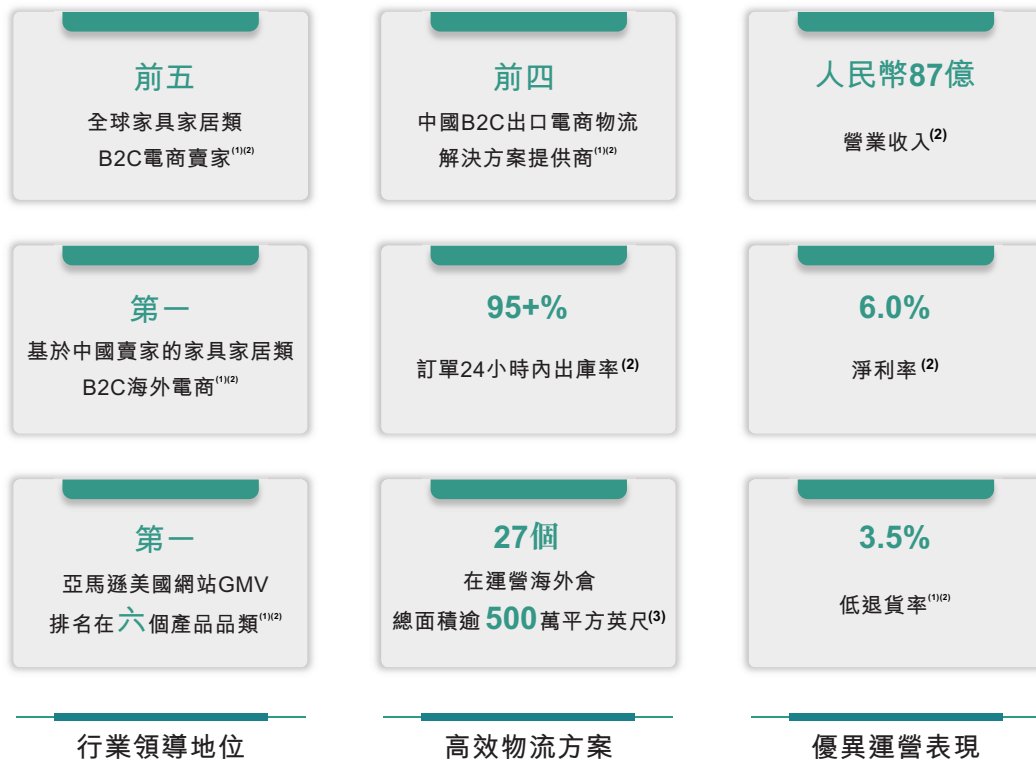 前五
全球家具家居類
B2C電商賣家(1)(2)
前四
中國B2C出口電商物流
解決方案提供商(1)(2)
人民幣87億
營業收入(2)
第一
基於中國賣家的家具家居類
B2C海外電商(1)(2)
95+%
訂單24小時內出庫率(2)
6.0%
淨利率(2)
第一
亞馬遜美國網站GMV
排名在六個產品品類(1)(2)
27個
在運營海外倉
總面積逾500萬平方英尺(3)
3.5%
低退貨率(1)(2)
行業領導地位
高效物流方案
優異運營表現